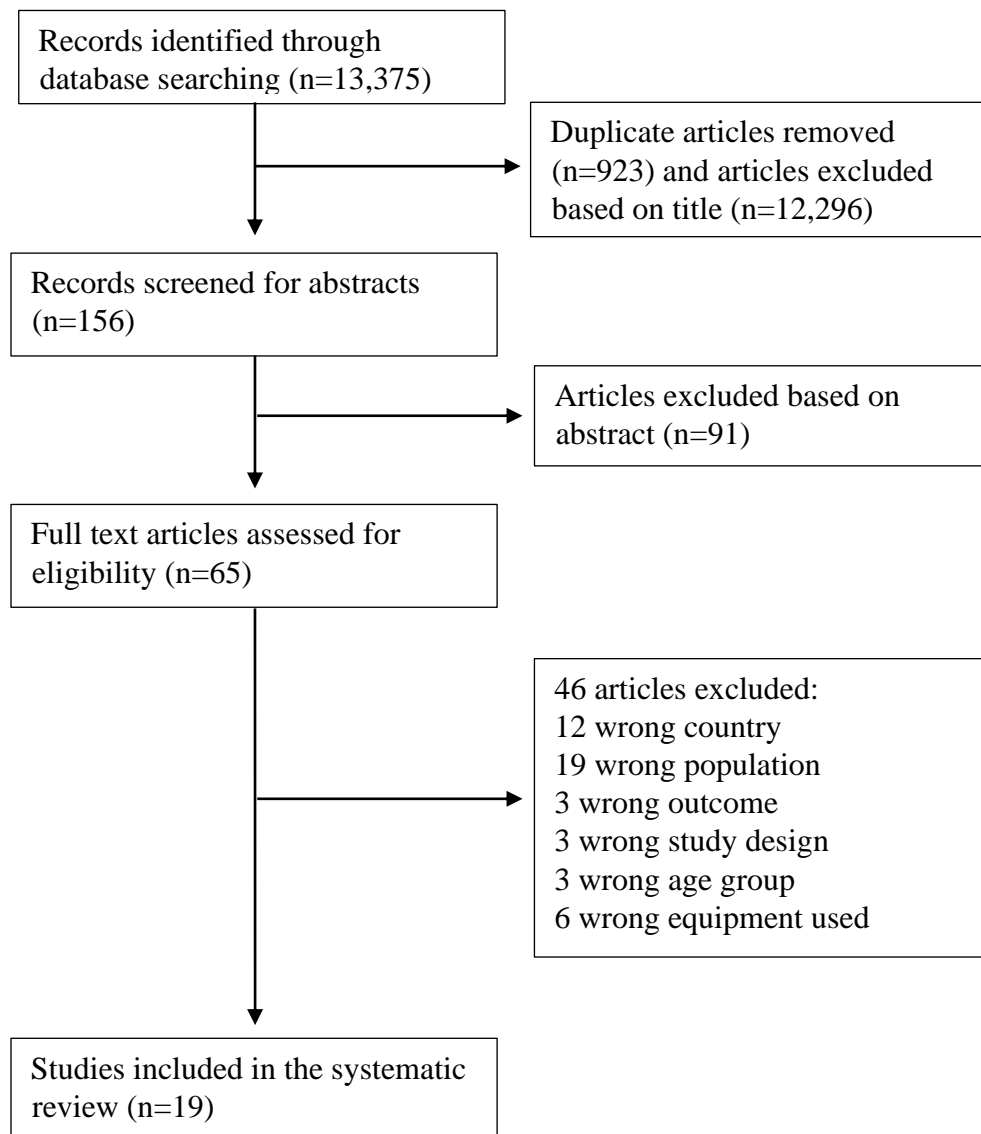 Records identified through
database searching (n=13,375)
Duplicate articles removed
(n=923) and articles excluded
based on title (n=12,296)
Records screened for abstracts
(n=156)
Articles excluded based on
abstract (n=91)
Full text articles assessed for
eligibility (n=65)
46 articles excluded:
12 wrong country
19 wrong population
3 wrong outcome
3 wrong study design
3 wrong age group
6 wrong equipment used
Studies included in the systematic
review (n=19)